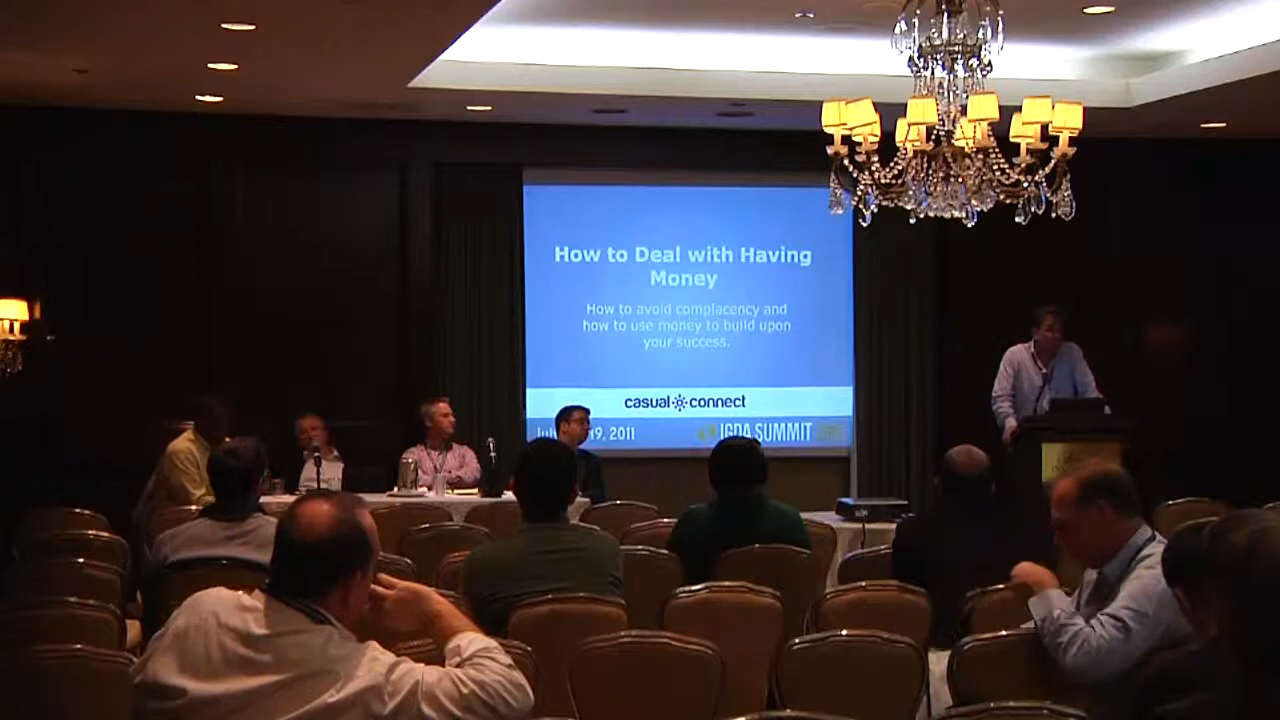 How to Deal with Having
Money
How to avoid complacency and
how to use money to build upon
your success.
casual connect
19, 2011
IGDA SUMMIT